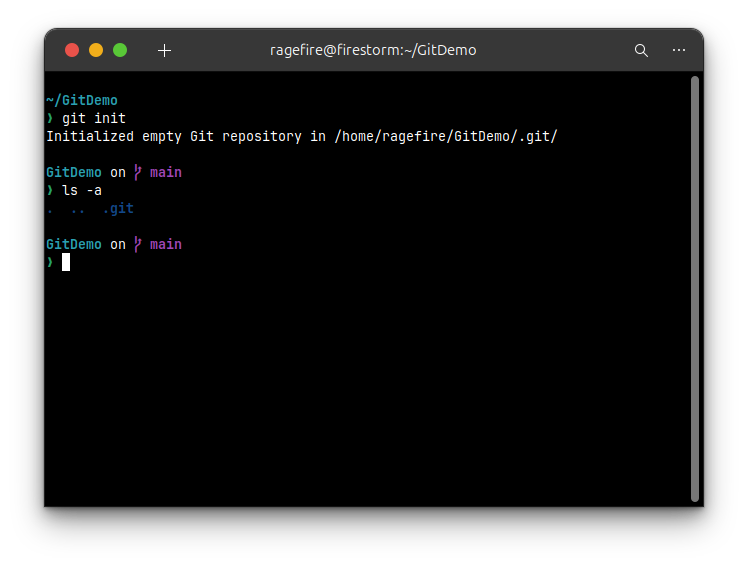 ragefire@firestorm:~/GitDemo
~/GitDemo
❯ git init
Initialized empty Git repository in /home/ragefire/GitDemo/.git/
GitDemo on main
❯ ls -a
.  ..  .git
GitDemo on main
❯